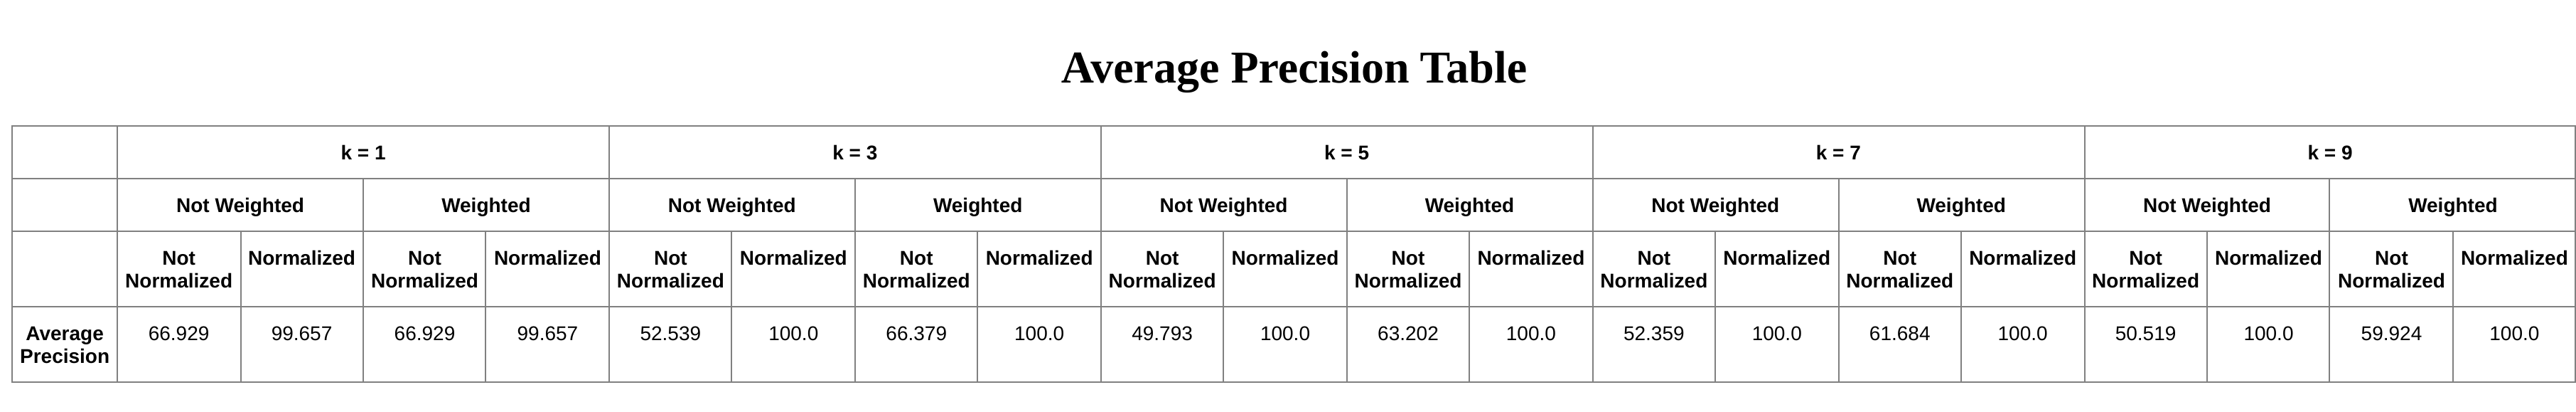 Average Precision Table
k = 1 k = 3 k = 5 k = 7 k = 9
Not Weighted Weighted Not Weighted Weighted Not Weighted Weighted Not Weighted Weighted Not Weighted Weighted
Not Normalized Not Normalized Not Normalized Not Normalized Not Normalized Not Normalized Not Normalized Not Normalized Not Normalized Not Normalized
Normalized Normalized Normalized Normalized Normalized Normalized Normalized Normalized Normalized Normalized
Average 66.929 99.657 66.929 99.657 52.539 100.0 66.379 100.0 49.793 100.0 63.202 100.0 52.359 100.0 61.684 100.0 50.519 100.0 59.924 100.0
Precision